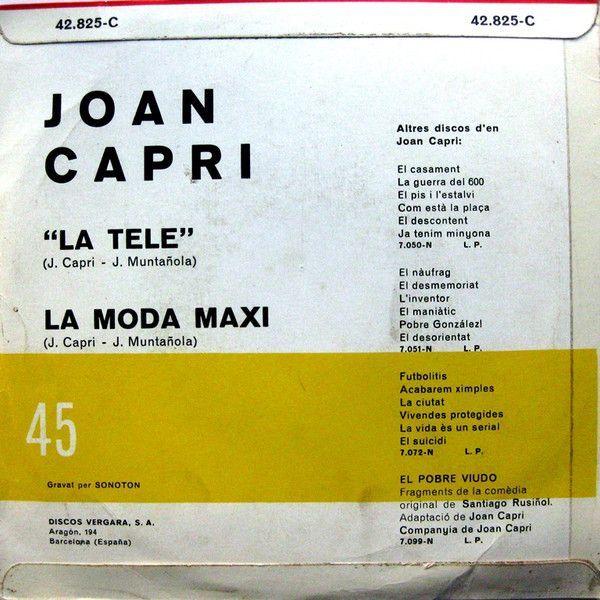 42.825-C
42.825-C
JOAN
CAPRI
“LA TELE”
(J. Capri - J. Muntañola)
LA MODA MAXI
(J. Capri - J. Muntañola)
45
Gravat per SONOTON
DISCOS VERGARA, S. A.
Aragón, 194
Barcelona (España)
Altres discos d'en
Joan Capri:
El casament
La guerra del 600
El pis i l'estalvi
Com està la plaça
El descontent
Ja tenim minyona
7.050-N L. P.
El nàufrag
El desmemoriat
L'inventor
El maniàtic
Pobre Gonzálezl
El desorientat
7.051-N L. P.
Futbolitis
Acabarem ximples
La ciutat
Vivendes protegides
La vida ès un serial
El suicidi
7.072-N L. P.
EL POBRE VIUDO
Fragments de la comèdia
original de Santiago Rusiñol.
Adaptació de Joan Capri
Companyia de Joan Capri
7.099-N L. P.